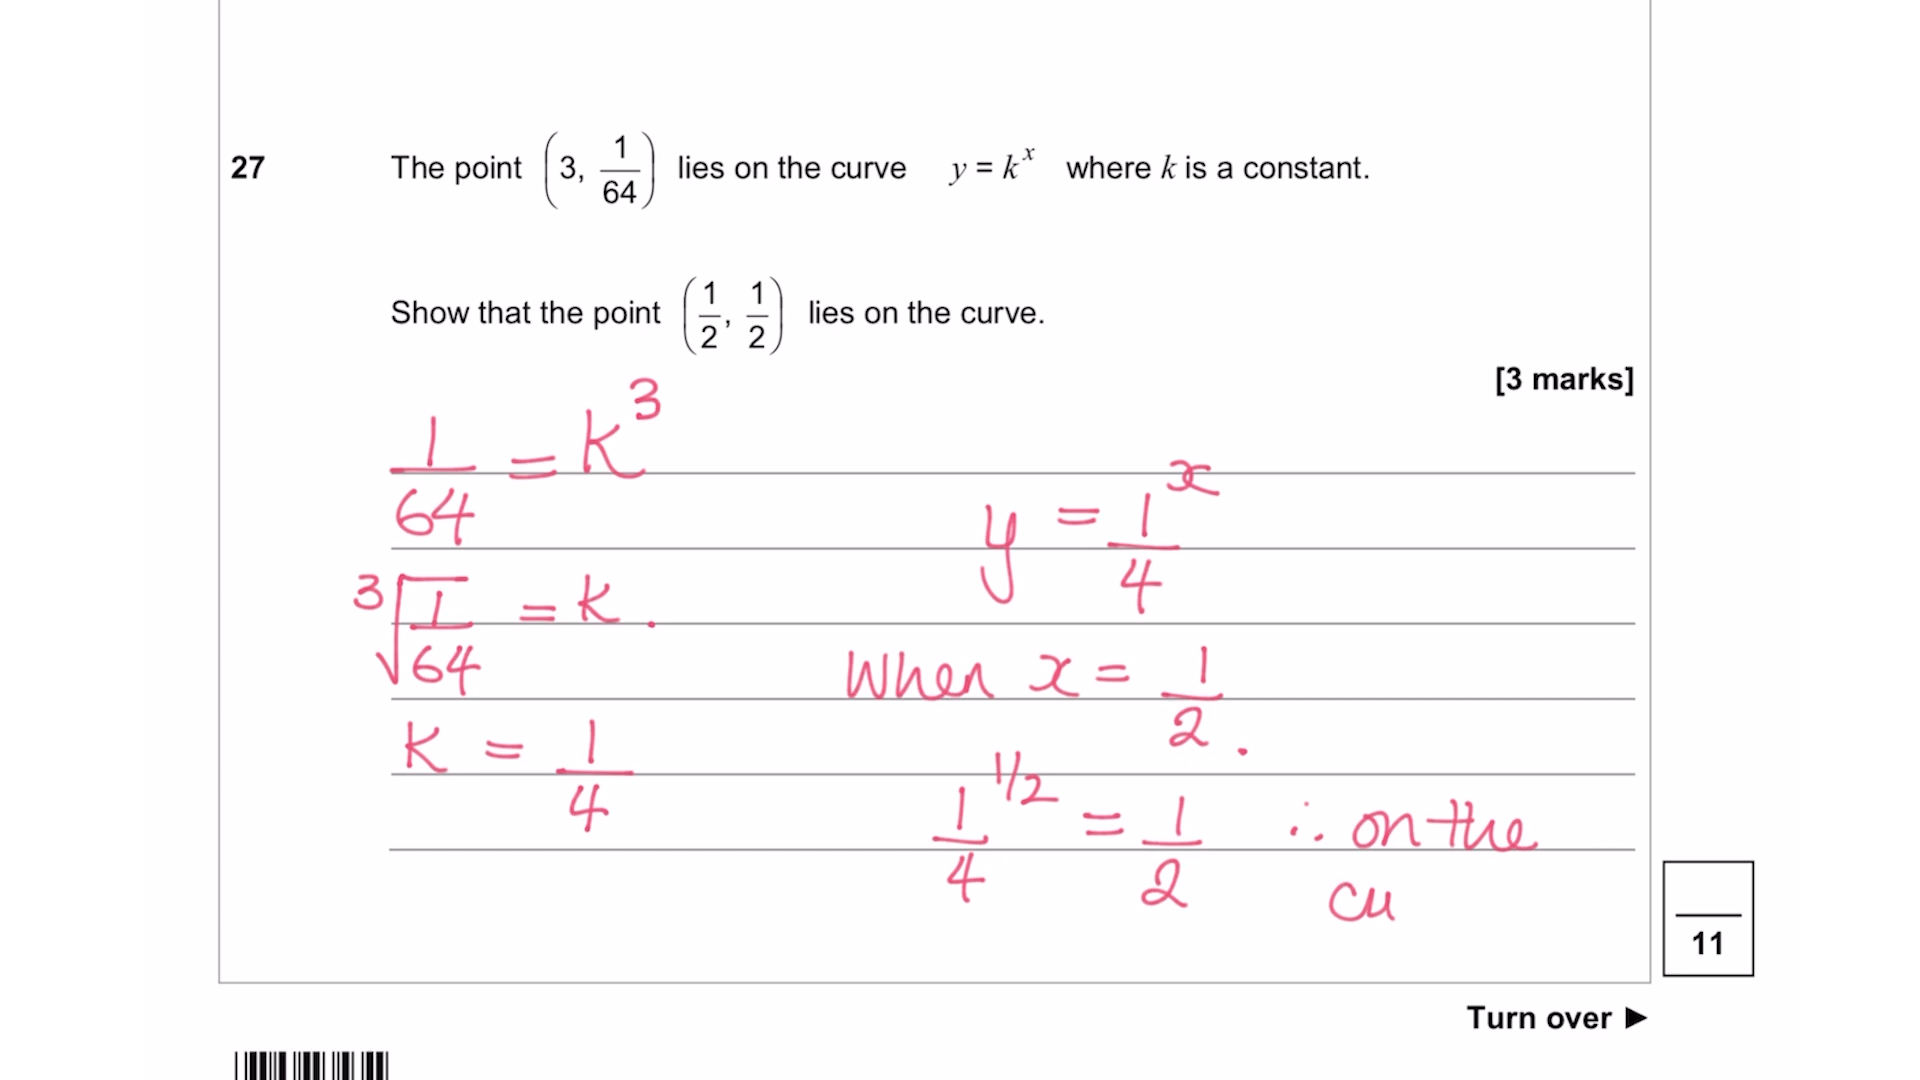 27 The point (3, 1/64) lies on the curve y = k^x where k is a constant.
Show that the point (1/2, 1/2) lies on the curve.
[3 marks]
1/64 = K^3
³√(1/64) = K.
K = 1/4
y = 1/4^x
When x = 1/2.
1/4^1/2 = 1/2 ∴ on the
cu
11
Turn over ►